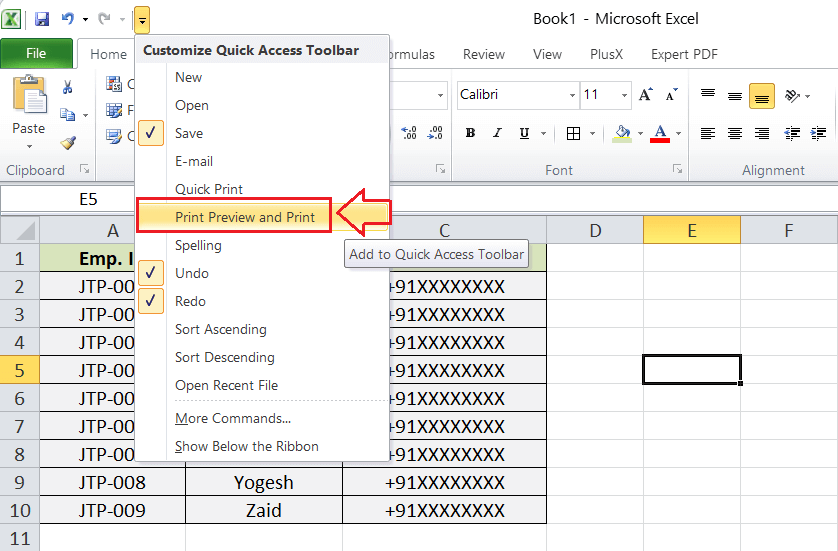 Book1 - Microsoft Excel
File Home
Customize Quick Access Toolbar
New
Open
Save
E-mail
Quick Print
Print Preview and Print
Spelling
Undo
Redo
Sort Ascending
Sort Descending
Open Recent File
More Commands...
Show Below the Ribbon
Add to Quick Access Toolbar
Review View PlusX Expert PDF
Paste
Calibri 11
B I U A
Clipboard Font Alignment
E5
A C D E F
1 Emp. I
2 JTP-00 +91XXXXXXXX
3 JTP-00 +91XXXXXXXX
4 JTP-00 +91XXXXXXXX
5 JTP-00 +91XXXXXXXX
6 JTP-00 +91XXXXXXXX
7 JTP-00 +91XXXXXXXX
8 JTP-00 +91XXXXXXXX
9 JTP-008 Yogesh +91XXXXXXXX
10 JTP-009 Zaid +91XXXXXXXX
11